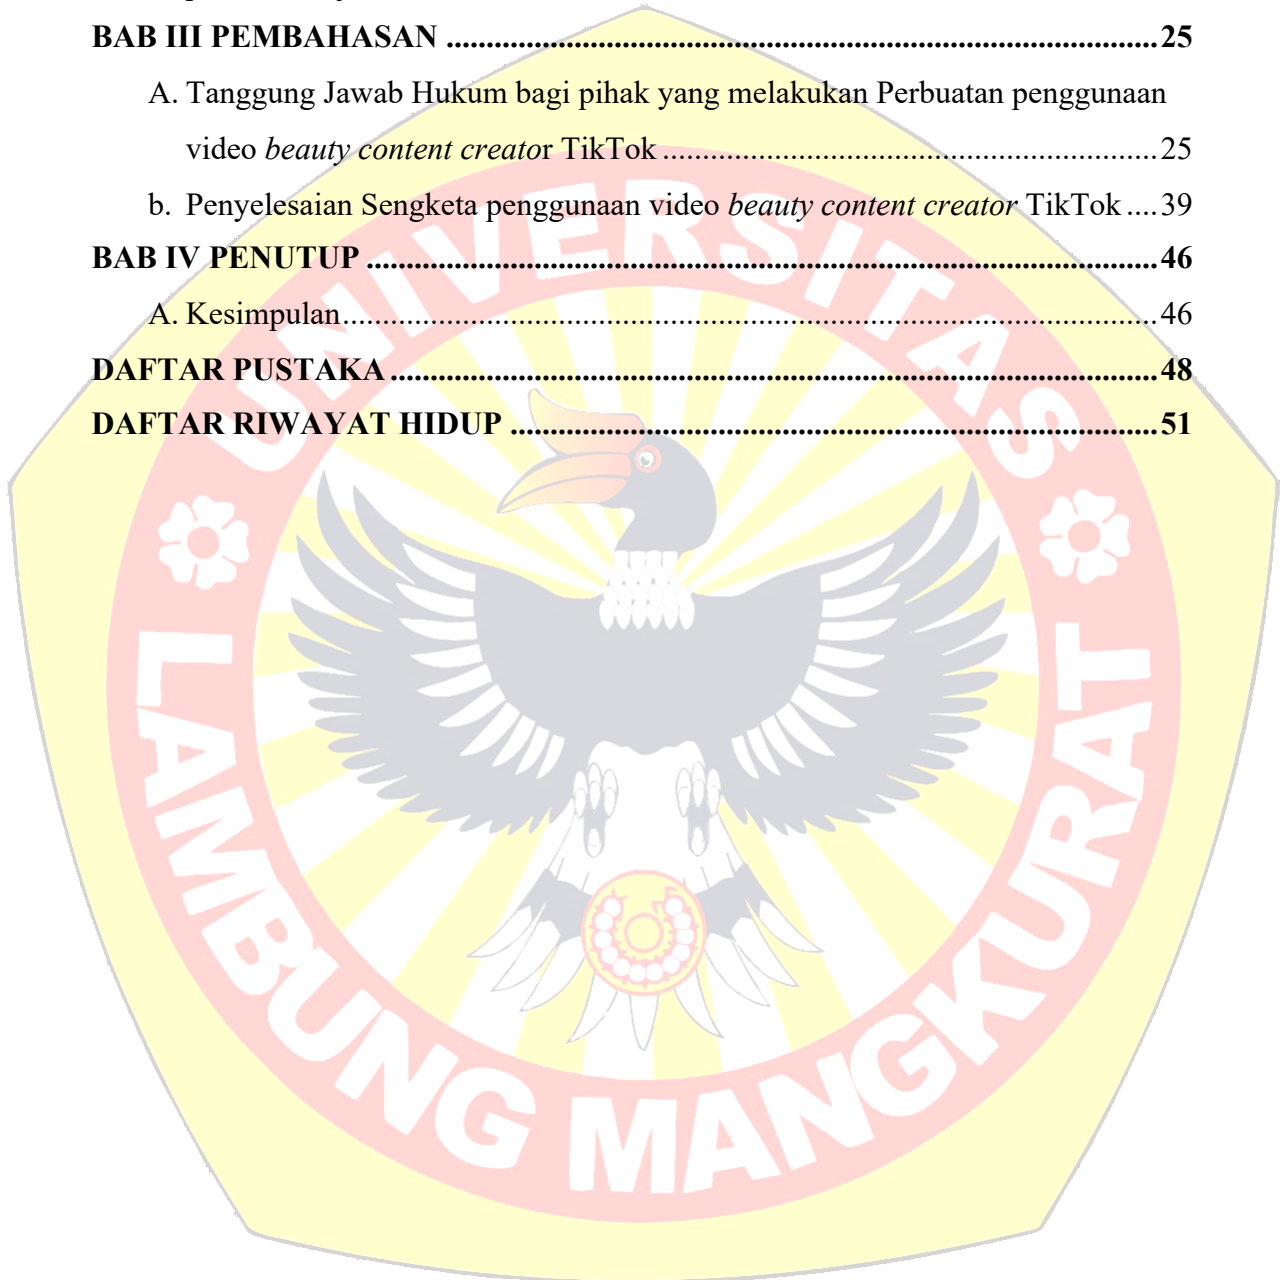 BAB III PEMBAHASAN ........................................................................................ 25
A. Tanggung Jawab Hukum bagi pihak yang melakukan Perbuatan penggunaan
video beauty content creator TikTok ............................................................... 25
b. Penyelesaian Sengketa penggunaan video beauty content creator TikTok .... 39
BAB IV PENUTUP .................................................................................................. 46
A. Kesimpulan....................................................................................................... 46
DAFTAR PUSTAKA ................................................................................................ 48
DAFTAR RIWAYAT HIDUP ................................................................................. 51
UNIVERSITAS
LAMBUNG MANGKURAT